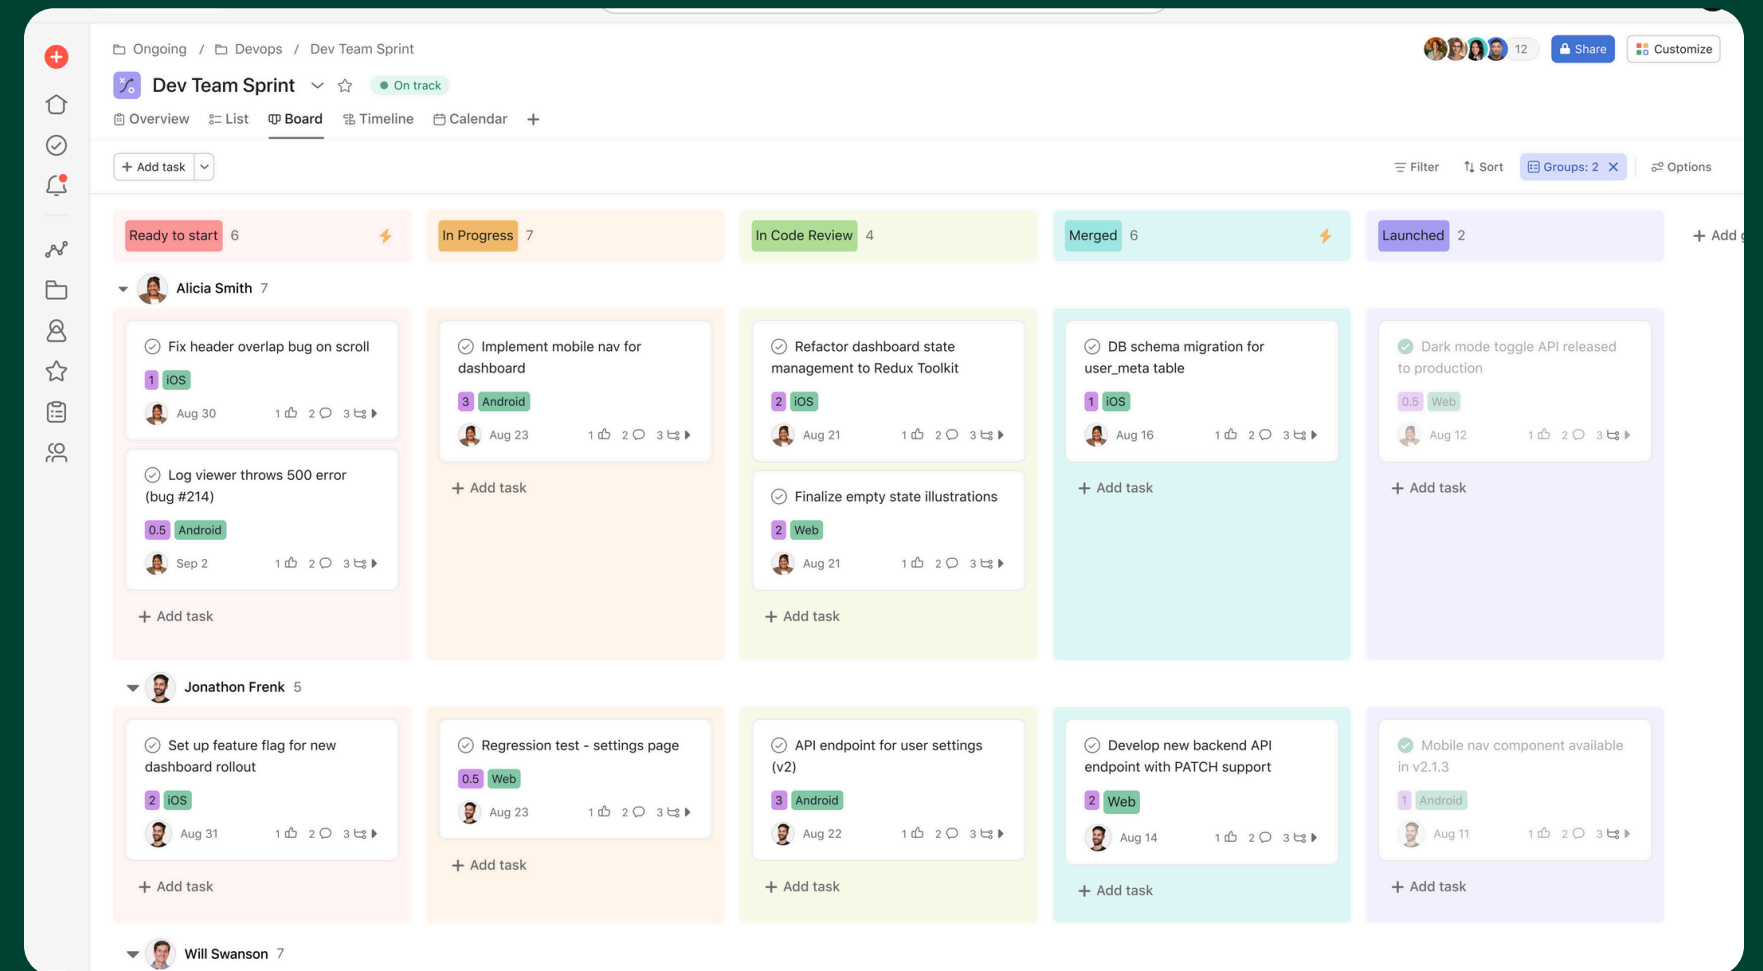 Ongoing / Devops / Dev Team Sprint
12 Share Customize
Dev Team Sprint On track
Overview List Board Timeline Calendar +
+ Add task Filter Sort Groups: 2 × Options
Ready to start 6 In Progress 7 In Code Review 4 Merged 6 Launched 2 + Add
Alicia Smith 7
Fix header overlap bug on scroll
1 iOS
Aug 30 1 2 3
Log viewer throws 500 error
(bug #214)
0.5 Android
Sep 2 1 2 3
+ Add task
Implement mobile nav for
dashboard
3 Android
Aug 23 1 2 3
+ Add task
Refactor dashboard state
management to Redux Toolkit
2 iOS
Aug 21 1 2 3
Finalize empty state illustrations
2 Web
Aug 21 1 2 3
+ Add task
DB schema migration for
user_meta table
1 iOS
Aug 16 1 2 3
+ Add task
Dark mode toggle API released
to production
0.5 Web
Aug 12 1 2 3
+ Add task
Jonathon Frenk 5
Set up feature flag for new
dashboard rollout
2 iOS
Aug 31 1 2 3
+ Add task
Regression test - settings page
0.5 Web
Aug 23 1 2 3
+ Add task
API endpoint for user settings
(v2)
3 Android
Aug 22 1 2 3
+ Add task
Develop new backend API
endpoint with PATCH support
2 Web
Aug 14 1 2 3
+ Add task
Mobile nav component available
in v2.1.3
1 Android
Aug 11 1 2 3
+ Add task
Will Swanson 7